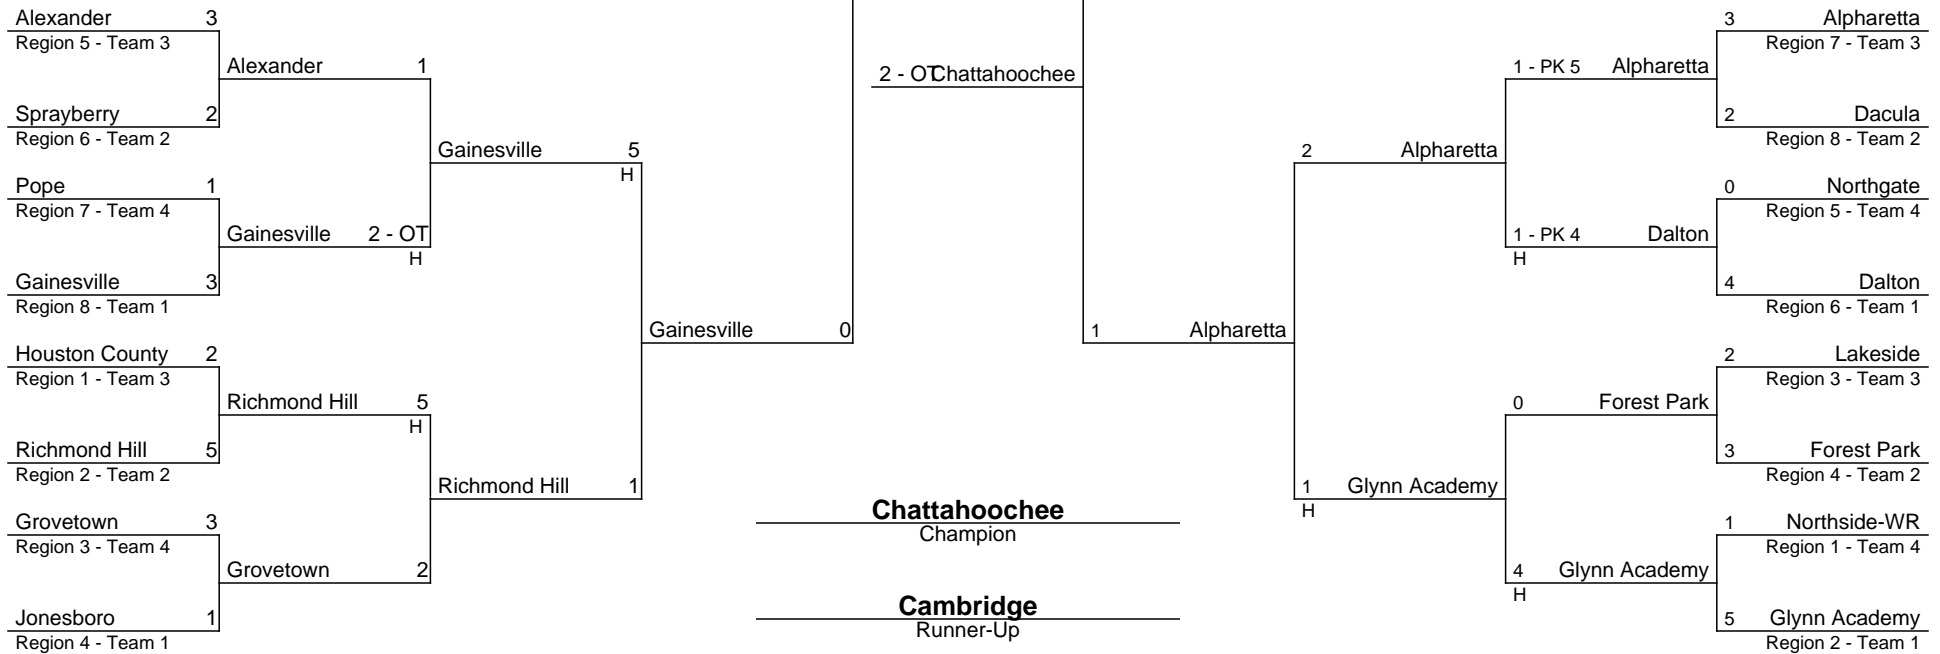 Alexander 3
Region 5 - Team 3
Sprayberry 2
Region 6 - Team 2
Pope 1
Region 7 - Team 4
Gainesville 3
Region 8 - Team 1
Houston County 2
Region 1 - Team 3
Richmond Hill 5
Region 2 - Team 2
Grovetown 3
Region 3 - Team 4
Jonesboro 1
Region 4 - Team 1
Alexander 1
Gainesville 2 - OT
H
Richmond Hill 5
H
Grovetown 2
Gainesville 5
H
Richmond Hill 1
Gainesville 0
2 - OT Chattahoochee
Chattahoochee
Champion
Cambridge
Runner-Up
1 Alpharetta
2 Alpharetta
1 Glynn Academy
H
1 - PK 5 Alpharetta
1 - PK 4 Dalton
H
0 Forest Park
4 Glynn Academy
H
3 Alpharetta
Region 7 - Team 3
2 Dacula
Region 8 - Team 2
0 Northgate
Region 5 - Team 4
4 Dalton
Region 6 - Team 1
2 Lakeside
Region 3 - Team 3
3 Forest Park
Region 4 - Team 2
1 Northside-WR
Region 1 - Team 4
5 Glynn Academy
Region 2 - Team 1